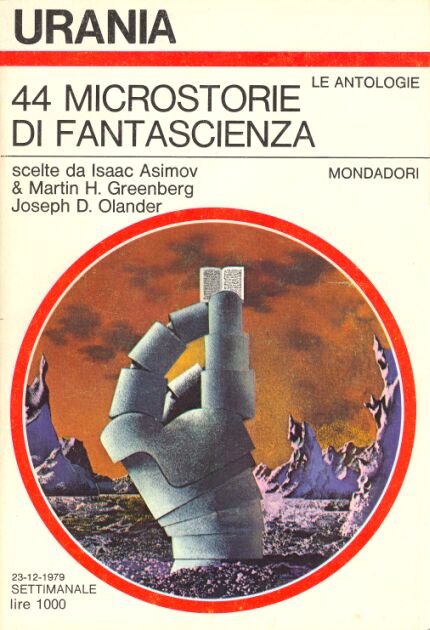 URANIA
LE ANTOLOGIE
44 MICROSTORIE
DI FANTASCIENZA
scelte da Isaac Asimov
& Martin H. Greenberg
Joseph D. Olander
MONDADORI
23-12-1979
SETTIMANALE
lire 1000